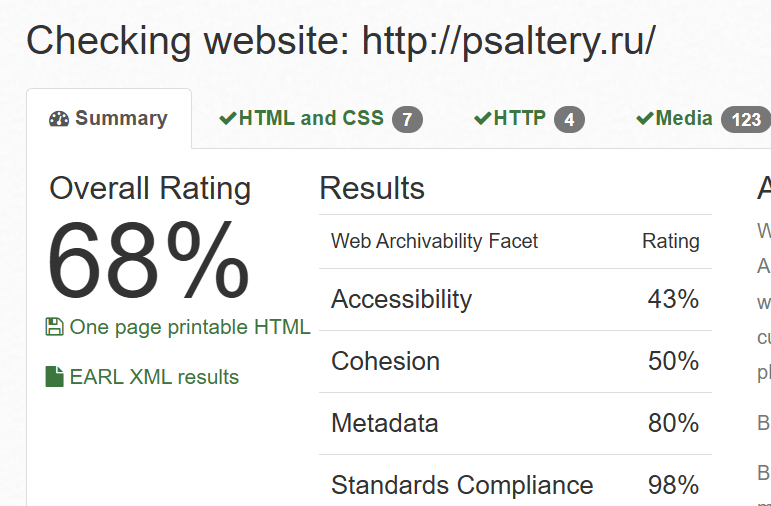 Checking website: http://psaltery.ru/
Summary
HTML and CSS 7
HTTP 4
Media 123
Overall Rating
68%
One page printable HTML
EARL XML results
Results
Web Archivability Facet Rating
Accessibility 43%
Cohesion 50%
Metadata 80%
Standards Compliance 98%